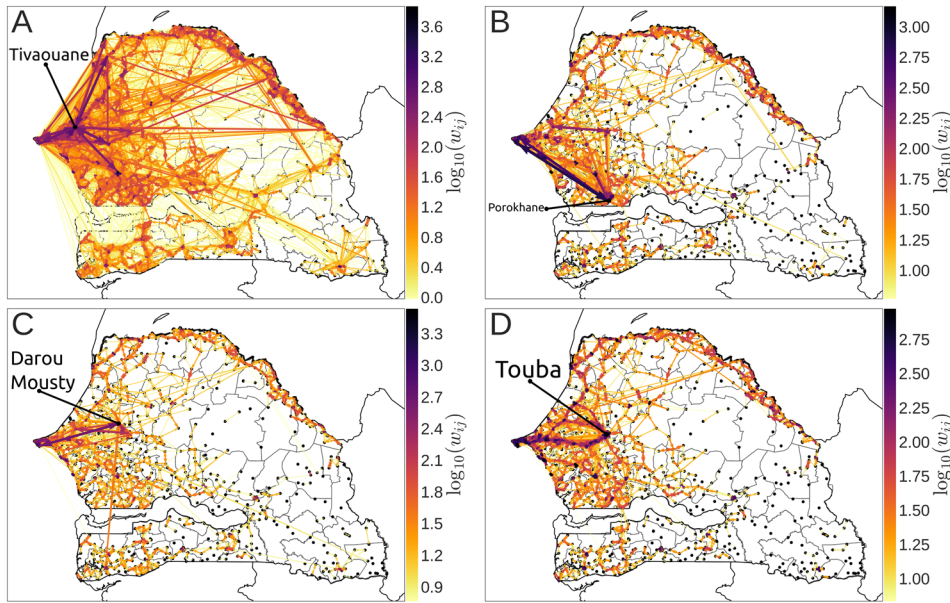 A
Tivaouane
3.6
3.2
2.8
2.4
2.0
1.6
1.2
0.8
0.4
0.0
log₁₀(wᵢⱼ)
B
Porokhane
3.00
2.75
2.50
2.25
2.00
1.75
1.50
1.25
1.00
log₁₀(wᵢⱼ)
C
Darou
Mousty
3.3
3.0
2.7
2.4
2.1
1.8
1.5
1.2
0.9
log₁₀(wᵢⱼ)
D
Touba
2.75
2.50
2.25
2.00
1.75
1.50
1.25
1.00
log₁₀(wᵢⱼ)